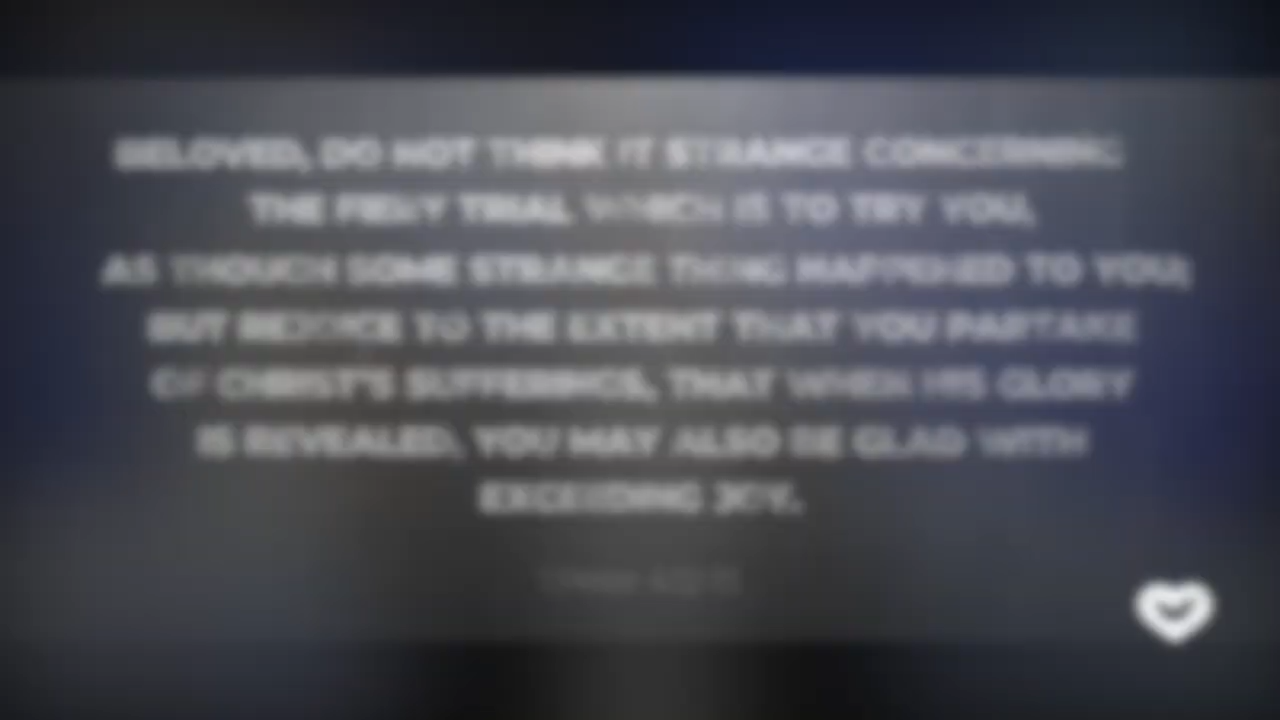 BELOVED, DO NOT THINK IT STRANGE CONCERNING
THE FIERY TRIAL WHICH IS TO TRY YOU,
AS THOUGH SOME STRANGE THING HAPPENED TO YOU;
BUT REJOICE TO THE EXTENT THAT YOU PARTAKE
OF CHRIST'S SUFFERINGS, THAT WHEN HIS GLORY
IS REVEALED, YOU MAY ALSO BE GLAD WITH
EXCEEDING JOY.